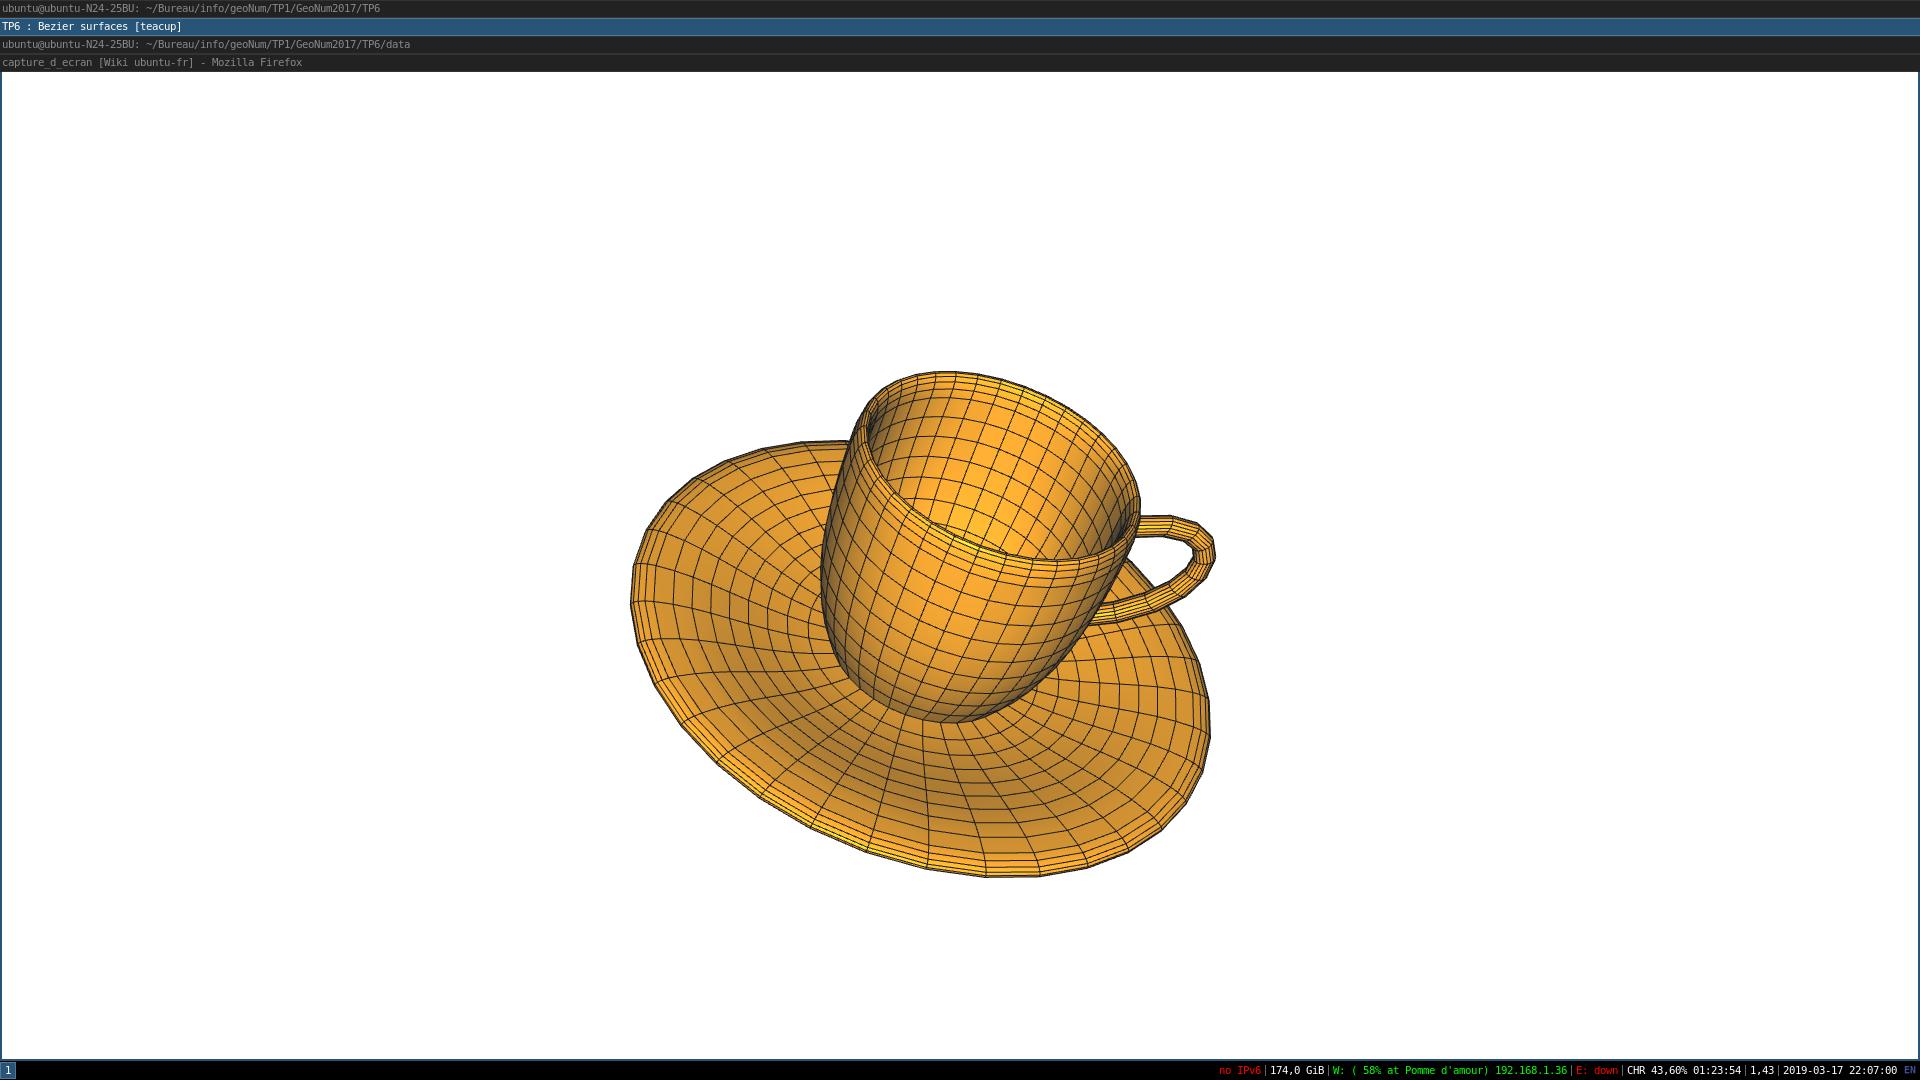 ubuntu@ubuntu-N24-25BU: ~/Bureau/info/geoNum/TP1/GeoNum2017/TP6
TP6 : Bezier surfaces [teacup]
ubuntu@ubuntu-N24-25BU: ~/Bureau/info/geoNum/TP1/GeoNum2017/TP6/data
capture_d_ecran [Wiki ubuntu-fr] - Mozilla Firefox
1 no IPv6|174,0 GiB|W: ( 58% at Pomme d'amour) 192.168.1.36|E: down|CHR 43,60% 01:23:54|1,43|2019-03-17 22:07:00 EN